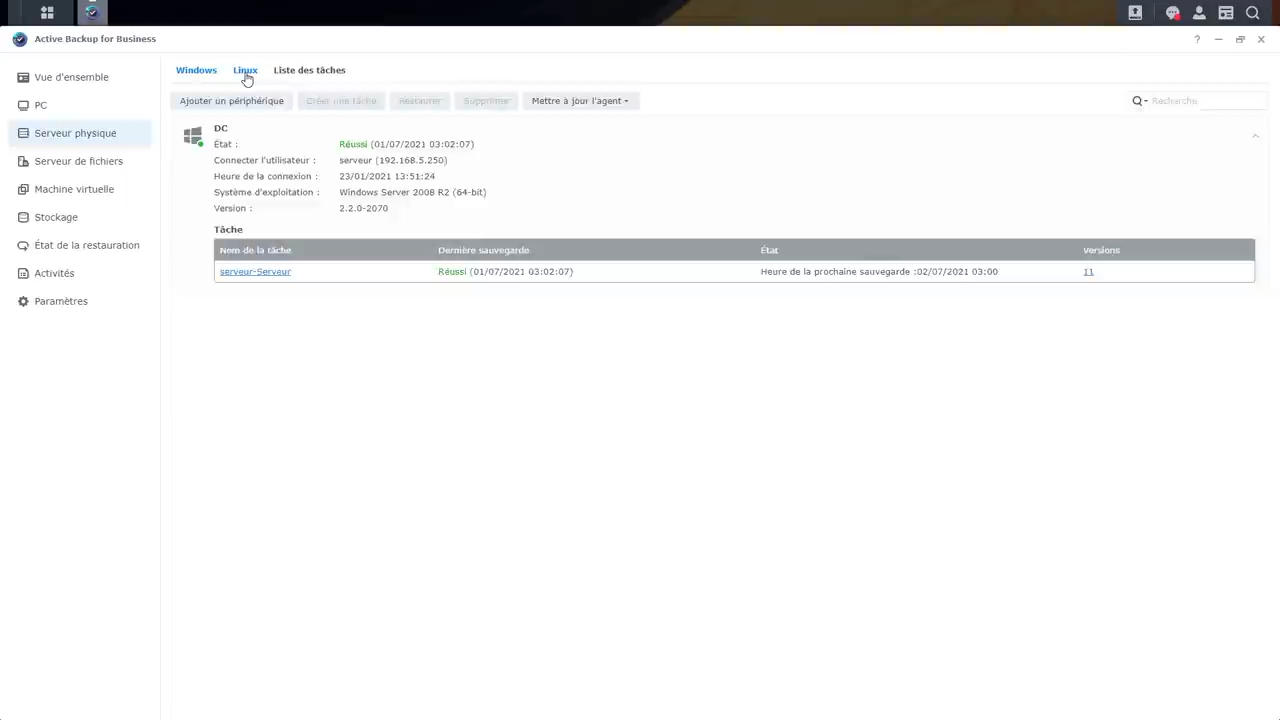 Active Backup for Business
?
Vue d'ensemble
PC
Serveur physique
Serveur de fichiers
Machine virtuelle
Stockage
État de la restauration
Activités
Paramètres
Windows Linux Liste des tâches
Ajouter un périphérique Créer une tâche Restaurer Supprimer Mettre à jour l'agent Recherche
DC
État : Réussi (01/07/2021 03:02:07)
Connecter l'utilisateur : serveur (192.168.5.250)
Heure de la connexion : 23/01/2021 13:51:24
Système d'exploitation : Windows Server 2008 R2 (64-bit)
Version : 2.2.0-2070
Tâche
Nom de la tâche Dernière sauvegarde État Versions
serveur-Serveur Réussi (01/07/2021 03:02:07) Heure de la prochaine sauvegarde :02/07/2021 03:00 11